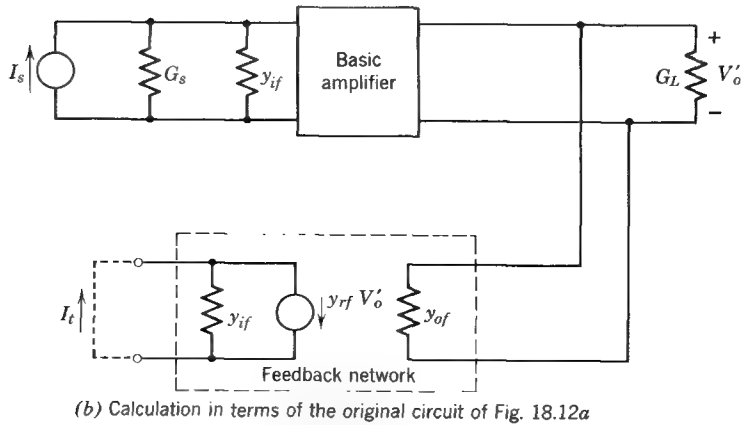 I_s
G_s
y_if
Basic
amplifier
G_L
+
V'_o
−
I_t
y_if
y_rf V'_o
y_of
Feedback network
(b) Calculation in terms of the original circuit of Fig. 18.12a